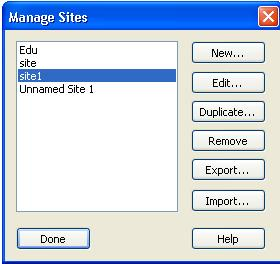 Manage Sites
Edu
site
site1
Unnamed Site 1
New...
Edit...
Duplicate...
Remove
Export...
Import...
Done
Help